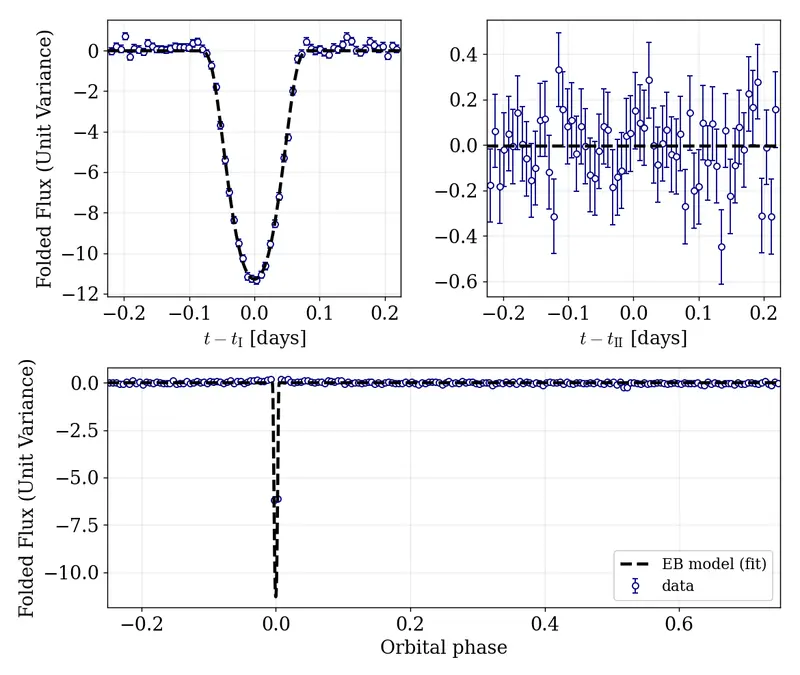 Folded Flux (Unit Variance)
0
−2
−4
−6
−8
−10
−12
−0.2 −0.1 0.0 0.1 0.2
t − tI [days]
0.4
0.2
0.0
−0.2
−0.4
−0.6
−0.2 −0.1 0.0 0.1 0.2
t − tII [days]
Folded Flux (Unit Variance)
0.0
−2.5
−5.0
−7.5
−10.0
−0.2 0.0 0.2 0.4 0.6
Orbital phase
EB model (fit)
data